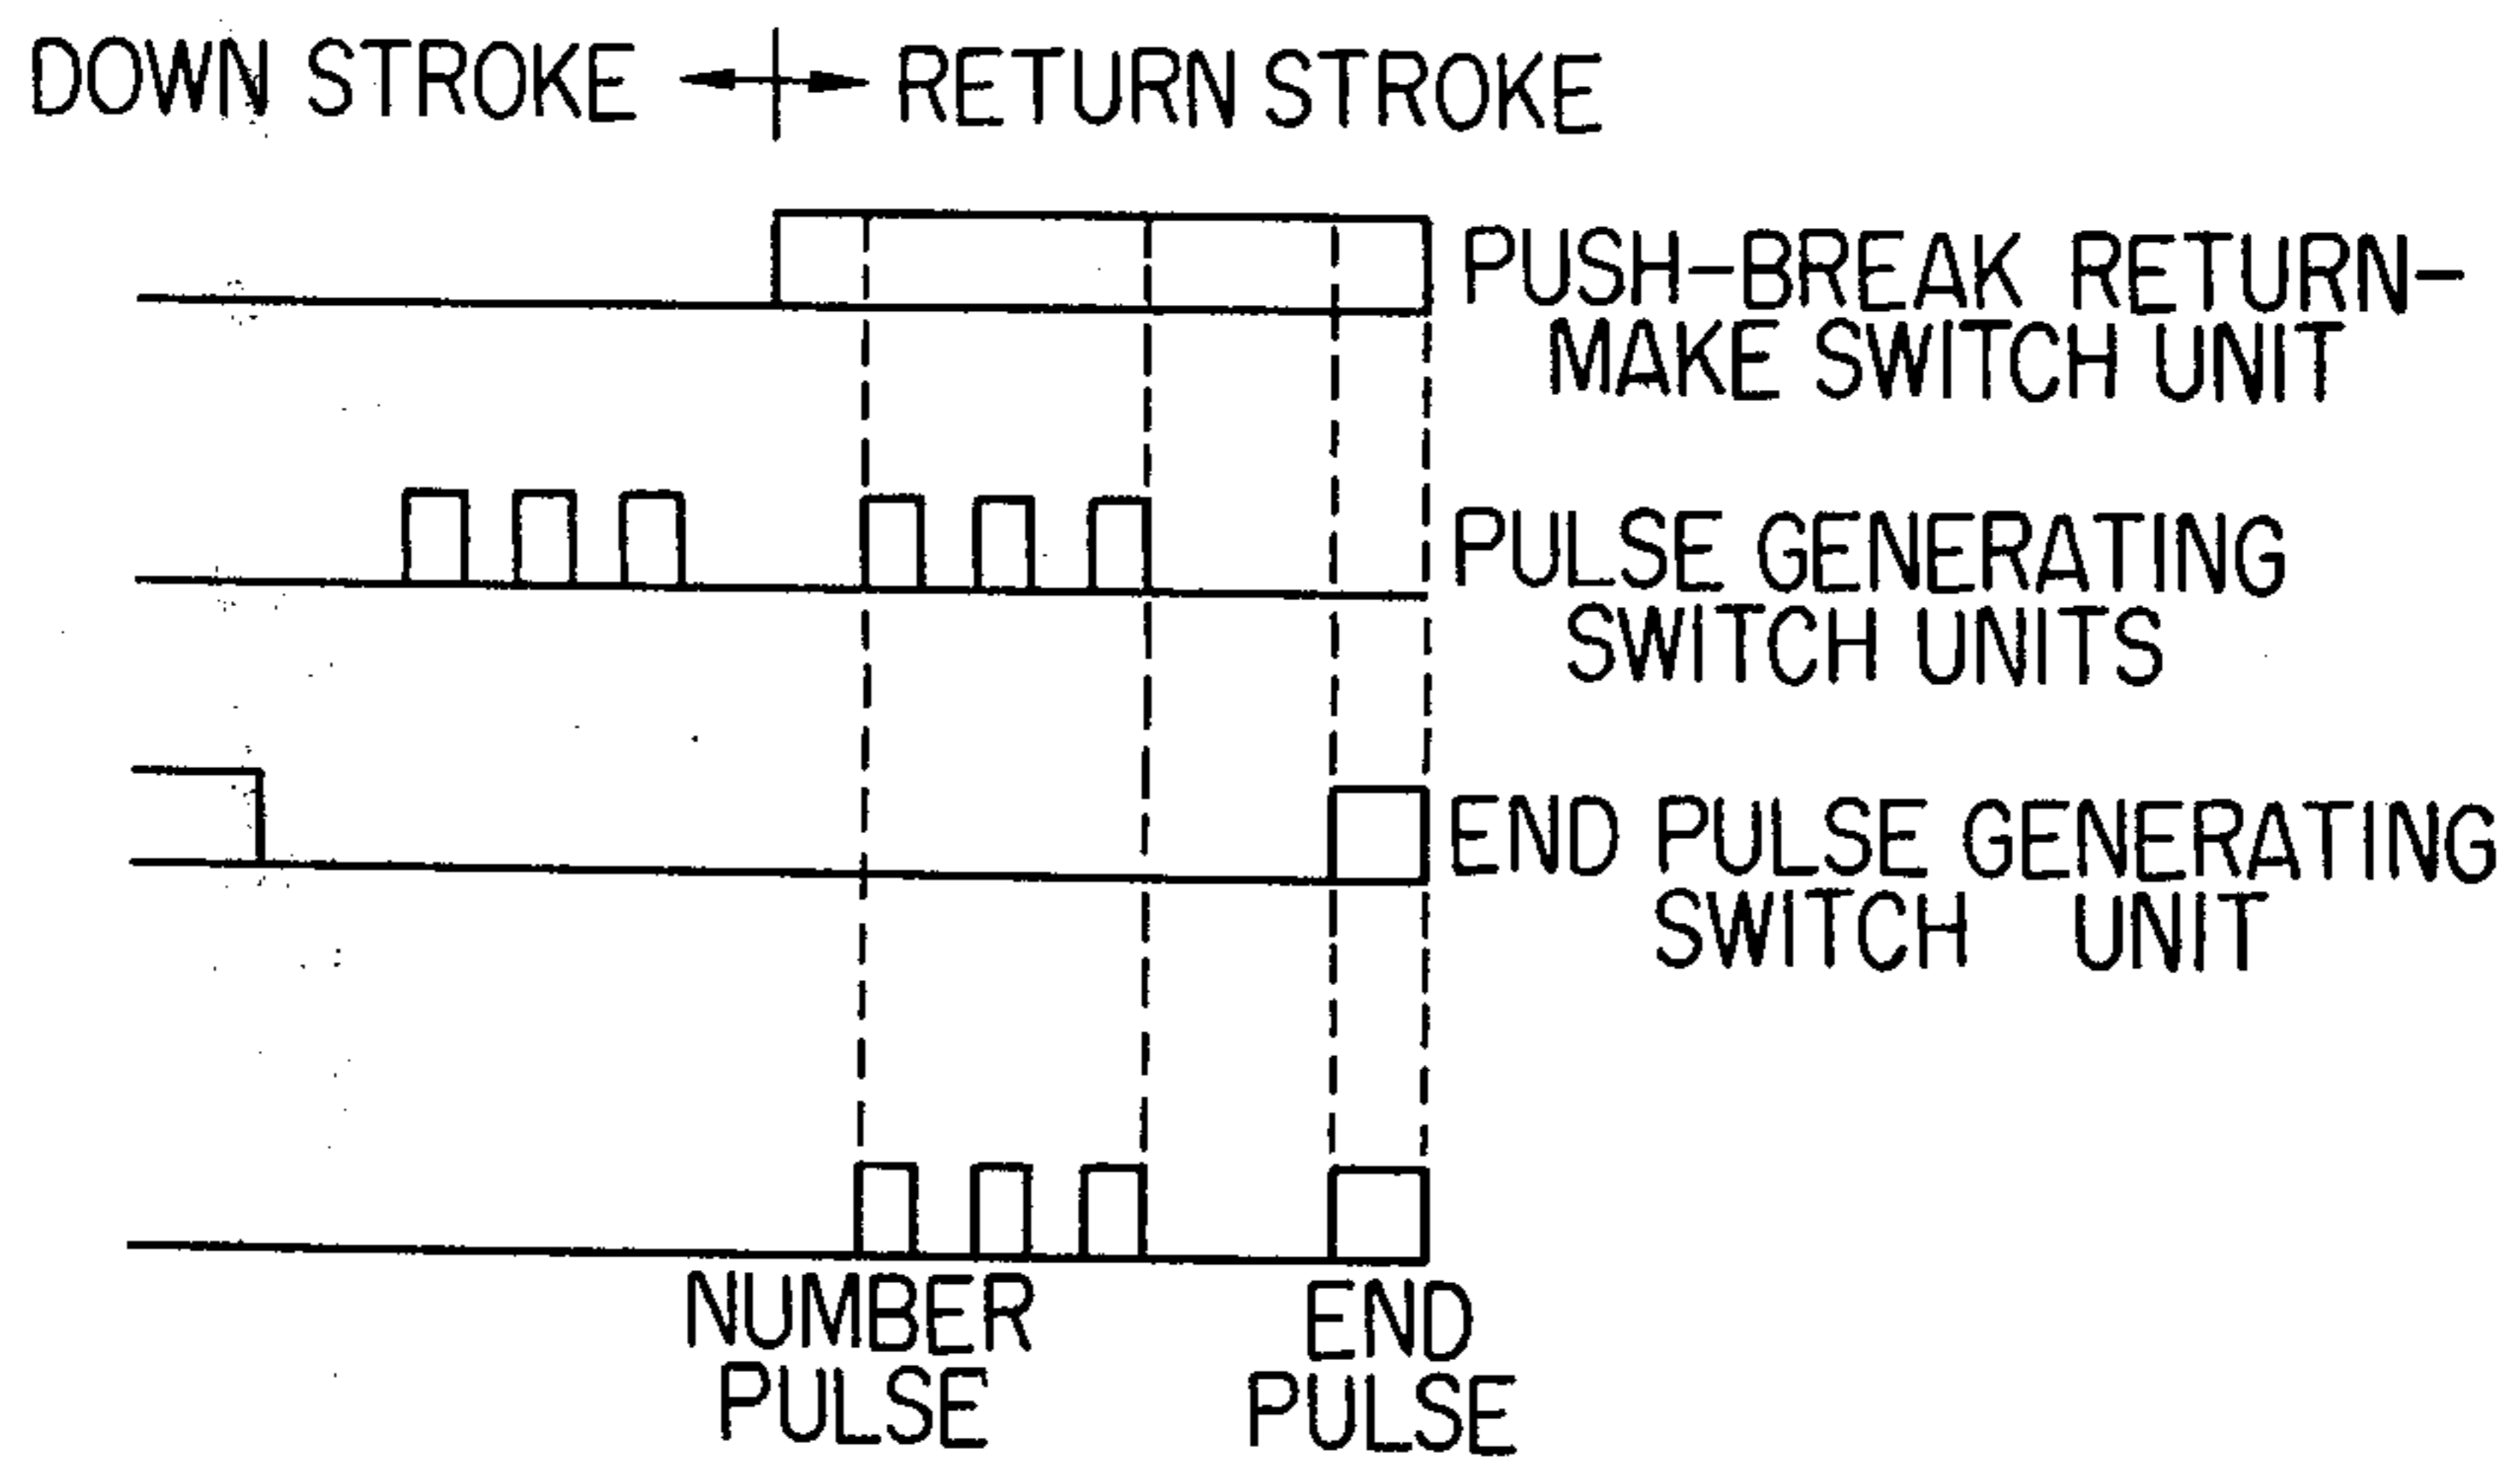 DOWN STROKE RETURN STROKE
PUSH-BREAK RETURN-
MAKE SWITCH UNIT
PULSE GENERATING
SWITCH UNITS
END PULSE GENERATING
SWITCH UNIT
NUMBER
PULSE
END
PULSE